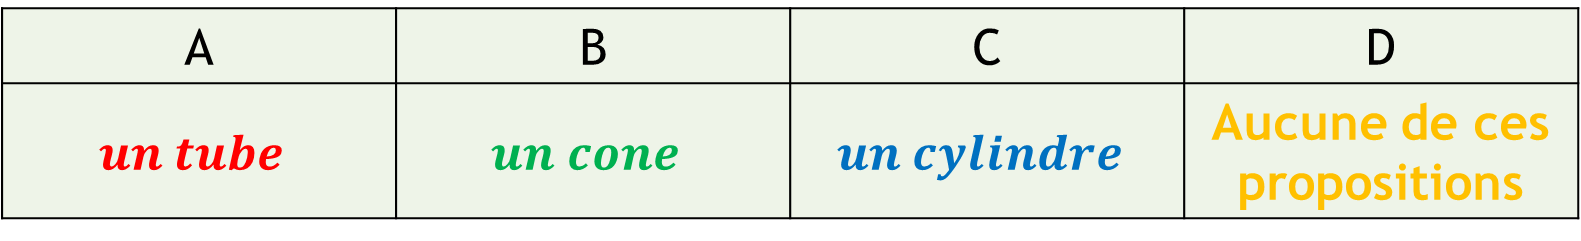 A B C D
un tube un cone un cylindre Aucune de ces
propositions